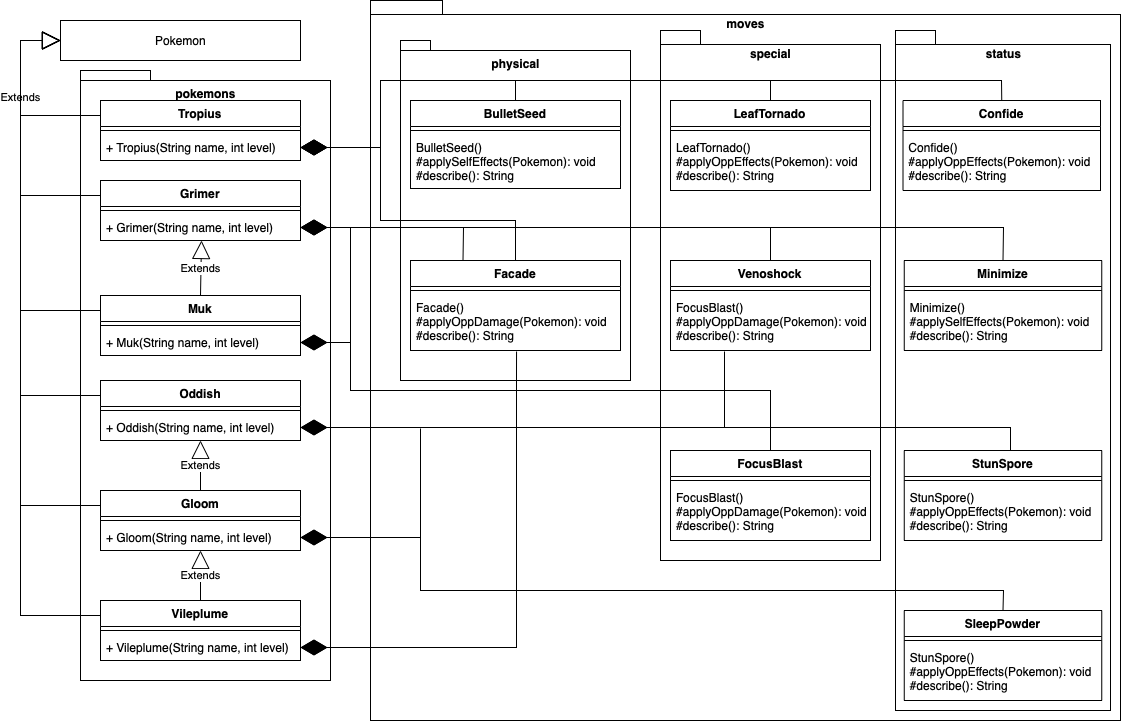 moves
Pokemon
physical
special
status
Extends
pokemons
Tropius
+ Tropius(String name, int level)
BulletSeed
BulletSeed()
#applySelfEffects(Pokemon): void
#describe(): String
LeafTornado
LeafTornado()
#applyOppEffects(Pokemon): void
#describe(): String
Confide
Confide()
#applyOppEffects(Pokemon): void
#describe(): String
Grimer
+ Grimer(String name, int level)
Extends
Facade
Facade()
#applyOppDamage(Pokemon): void
#describe(): String
Venoshock
FocusBlast()
#applyOppDamage(Pokemon): void
#describe(): String
Minimize
Minimize()
#applySelfEffects(Pokemon): void
#describe(): String
Muk
+ Muk(String name, int level)
Oddish
+ Oddish(String name, int level)
Extends
FocusBlast
FocusBlast()
#applyOppDamage(Pokemon): void
#describe(): String
StunSpore
StunSpore()
#applyOppEffects(Pokemon): void
#describe(): String
Gloom
+ Gloom(String name, int level)
Extends
Vileplume
+ Vileplume(String name, int level)
SleepPowder
StunSpore()
#applyOppEffects(Pokemon): void
#describe(): String